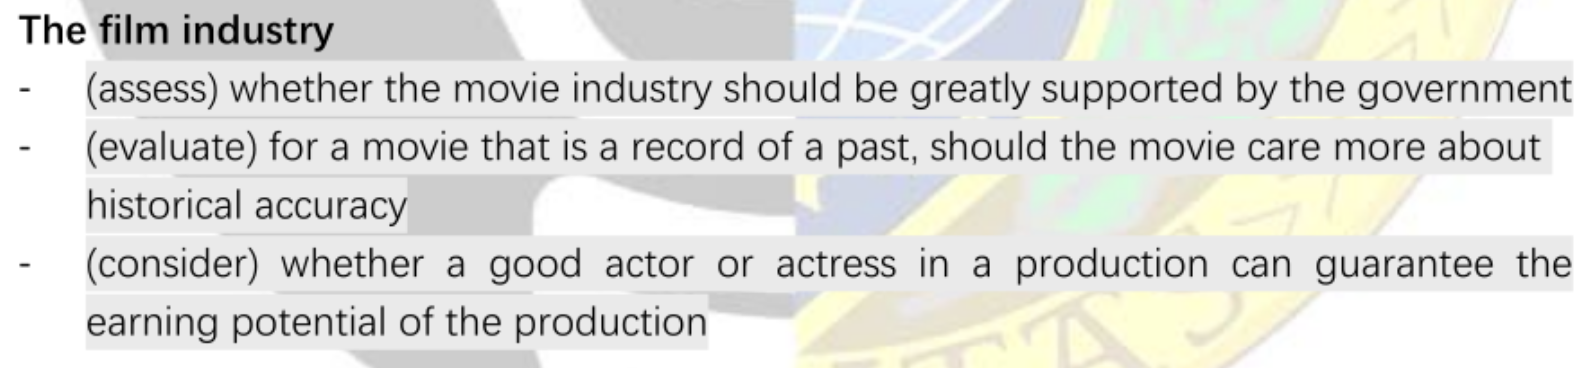 The film industry
- (assess) whether the movie industry should be greatly supported by the government
- (evaluate) for a movie that is a record of a past, should the movie care more about
historical accuracy
- (consider) whether a good actor or actress in a production can guarantee the
earning potential of the production